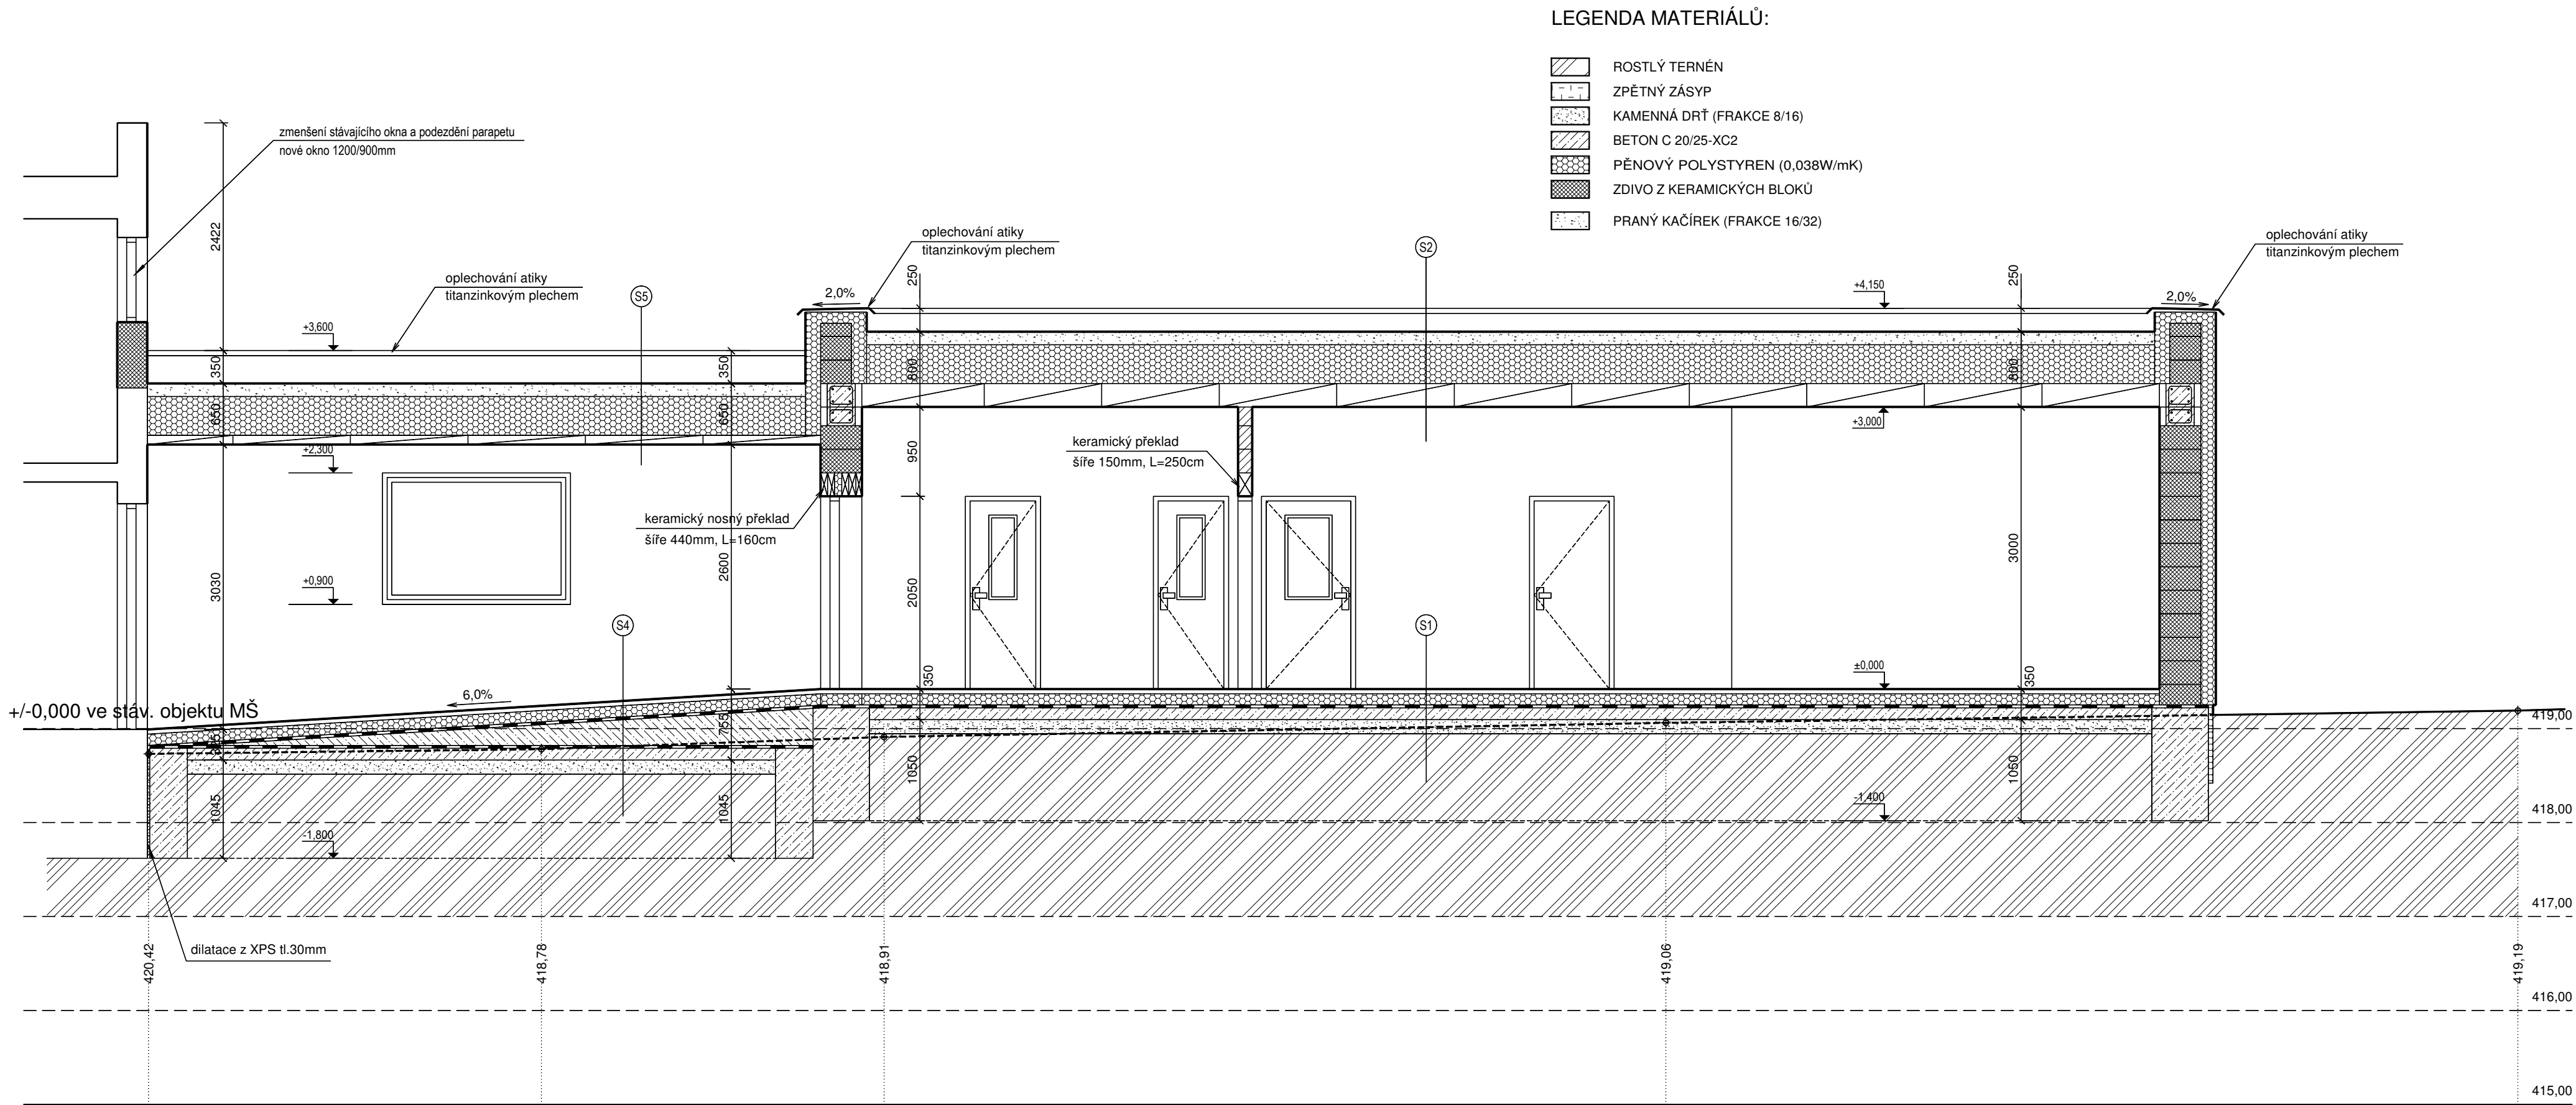 LEGENDA MATERIÁLŮ:
ROSTLÝ TERNÉN
ZPĚTNÝ ZÁSYP
KAMENNÁ DRŤ (FRAKCE 8/16)
BETON C 20/25-XC2
PĚNOVÝ POLYSTYREN (0,038W/mK)
ZDIVO Z KERAMICKÝCH BLOKŮ
PRANÝ KAČÍREK (FRAKCE 16/32)
zmenšení stávajícího okna a podezdění parapetu
nové okno 1200/900mm
2422
oplechování atiky
titanzinkovým plechem
S5
oplechování atiky
titanzinkovým plechem
2,0%
250
S2
+4,150
250
2,0%
oplechování atiky
titanzinkovým plechem
+3,600
350
350
800
800
650
650
+2,300
950
keramický překlad
šíře 150mm, L=250cm
+3,000
keramický nosný překlad
šíře 440mm, L=160cm
3030
+0,900
2600
2050
3000
S4
S1
350
±0,000
350
6,0%
+/-0,000 ve stáv. objektu MŠ
755
419,00
1050
1050
1045
1045
-1,800
-1,400
418,00
417,00
dilatace z XPS tl.30mm
420,42
418,78
418,91
419,06
419,19
416,00
415,00